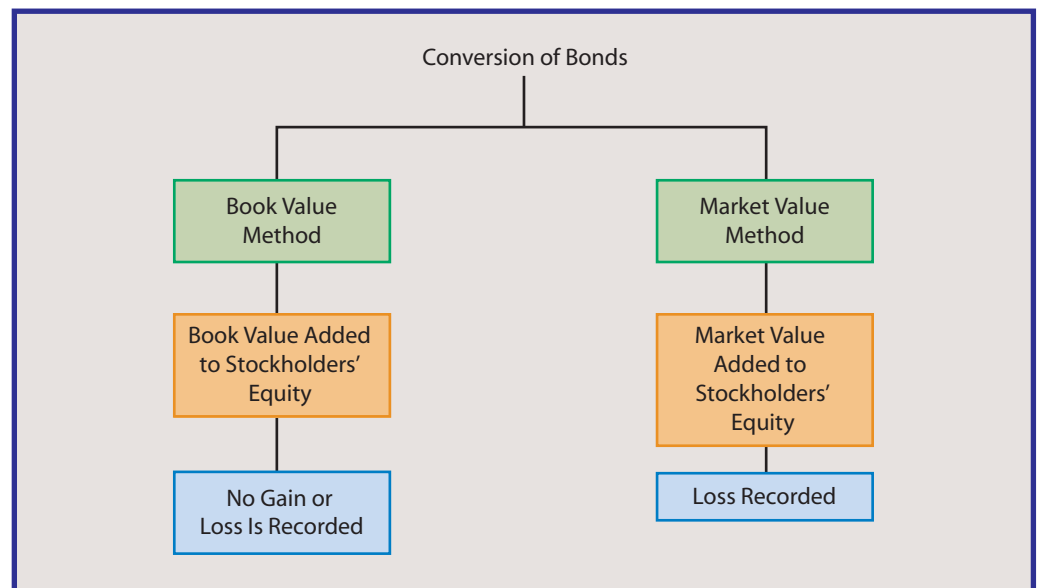 Conversion of Bonds
Book Value
Method
Market Value
Method
Book Value Added
to Stockholders’
Equity
Market Value
Added to
Stockholders’
Equity
No Gain or
Loss Is Recorded
Loss Recorded